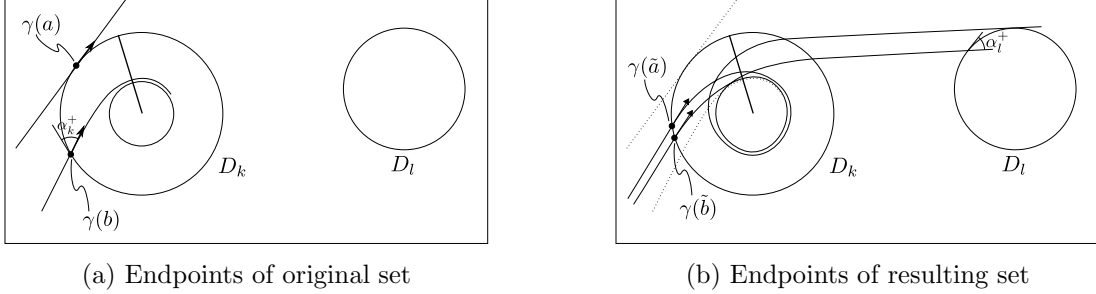 γ(a)
α_k^+
D_k
D_l
γ(b)
(a) Endpoints of original set
γ(ã)
α_l^+
D_k
D_l
γ(b̃)
(b) Endpoints of resulting set